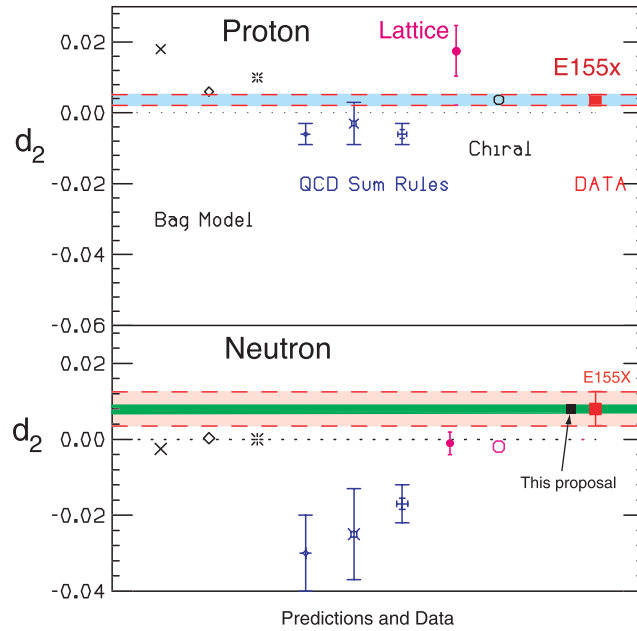 0.02
Proton
Lattice
E155x
0.00
d2
Chiral
-0.02
QCD Sum Rules
DATA
Bag Model
-0.04
-0.06
Neutron
0.02
E155X
d2
0.00
This proposal
-0.02
-0.04
Predictions and Data